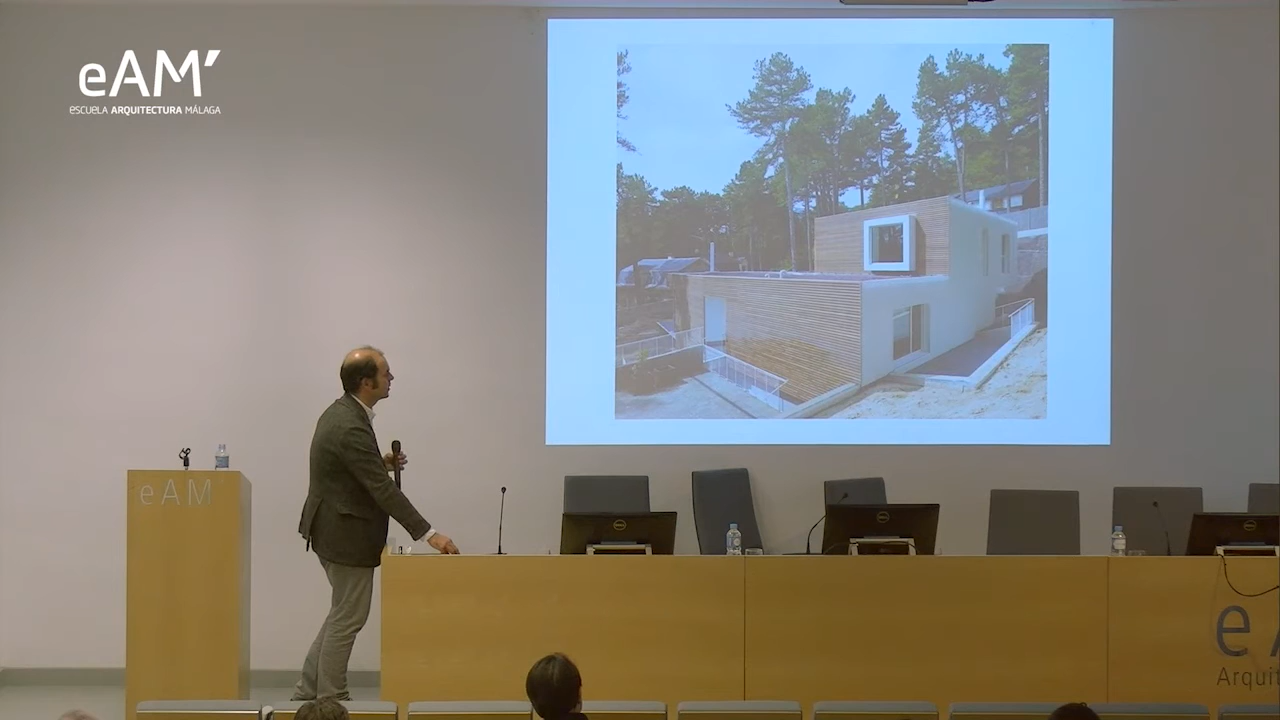 eAM'
ESCUELA ARQUITECTURA MÁLAGA
eAM
DELL
DELL
DELL
e A
Arquit